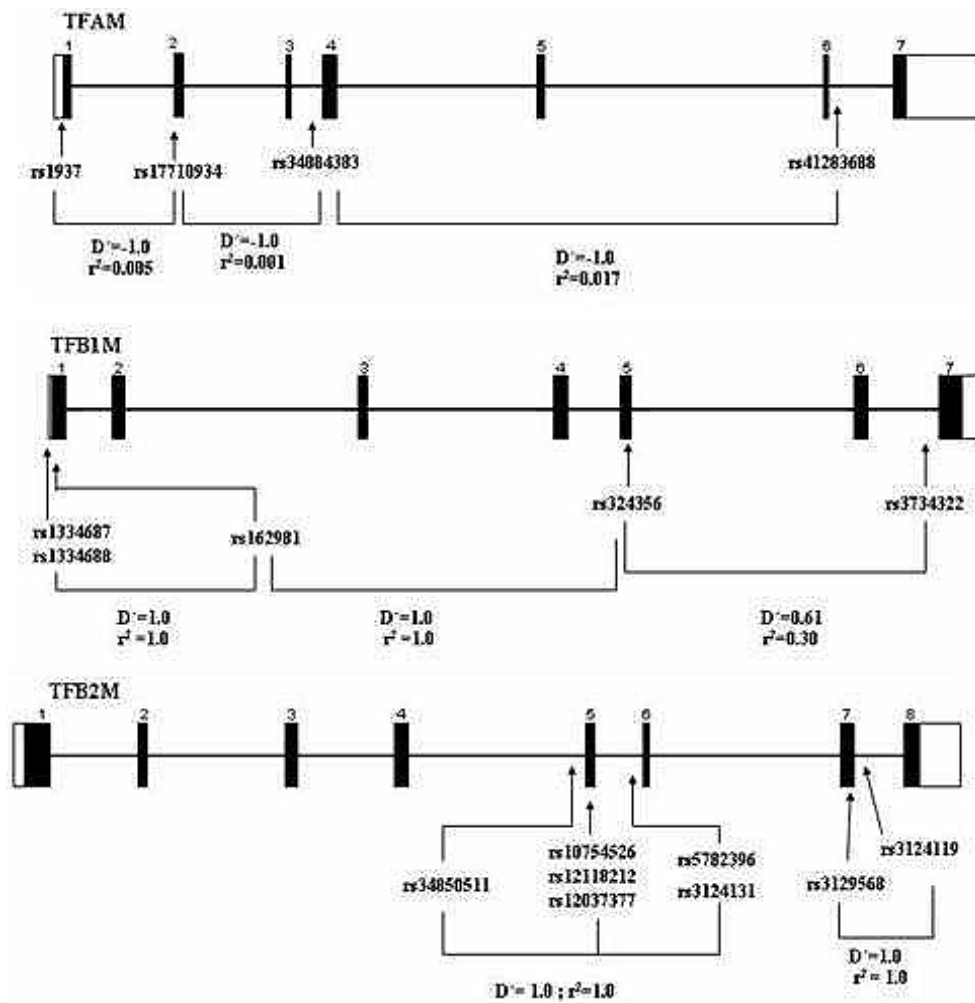 TFAM
1 2 3 4 5 6 7
rs1937 rs17710934 rs34084383 rs41283688
D´=-1.0 D´=-1.0 D´=-1.0
r²=0.005 r²=0.001 r²=0.017
TFB1M
1 2 3 4 5 6 7
rs1334687 rs162981 rs324356 rs3734322
rs1334688
D´=1.0 D´=1.0 D´=0.61
r² =1.0 r² =1.0 r²=0.30
TFB2M
1 2 3 4 5 6 7 8
rs34850511 rs10754526 rs5782396 rs3129568 rs3124119
rs12118212 rs3124131
rs12037377
D´=1.0
r² = 1.0
D´= 1.0 ; r²=1.0